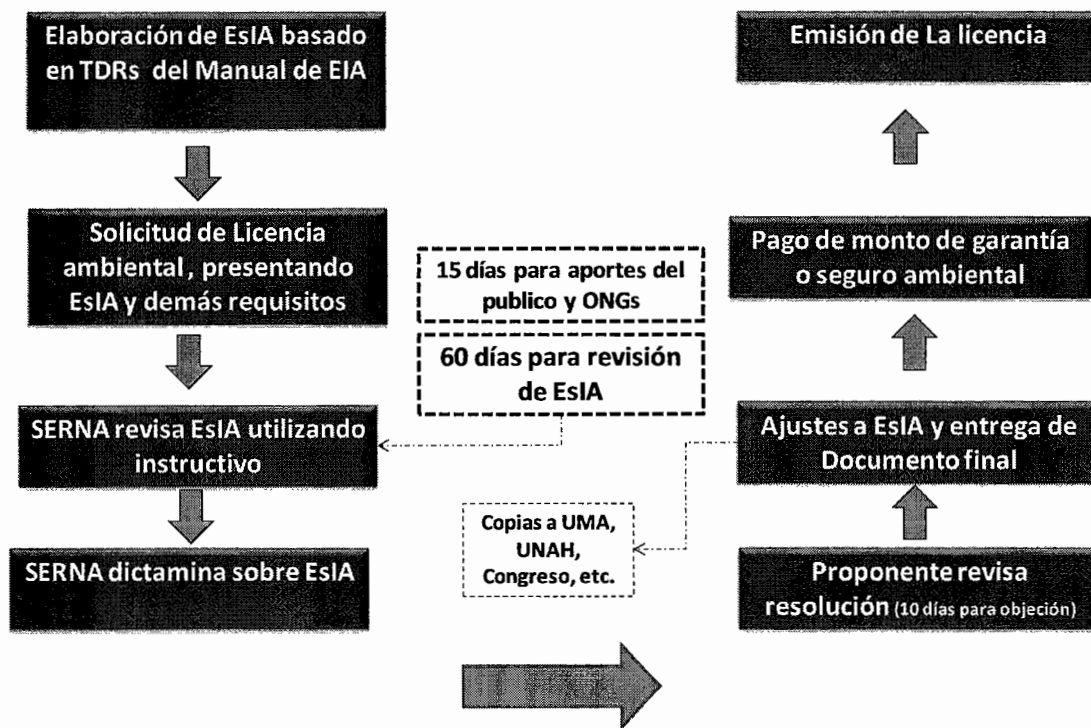 Elaboración de EsIA basado
en TDRs del Manual de EIA
Solicitud de Licencia
ambiental, presentando
EsIA y demás requisitos
SERNA revisa EsIA utilizando
instructivo
SERNA dictamina sobre EsIA
15 días para aportes del
publico y ONGs
60 días para revisión
de EsIA
Copias a UMA,
UNAH,
Congreso, etc.
Emisión de La licencia
Pago de monto de garantía
o seguro ambiental
Ajustes a EsIA y entrega de
Documento final
Proponente revisa
resolución (10 días para objeción)